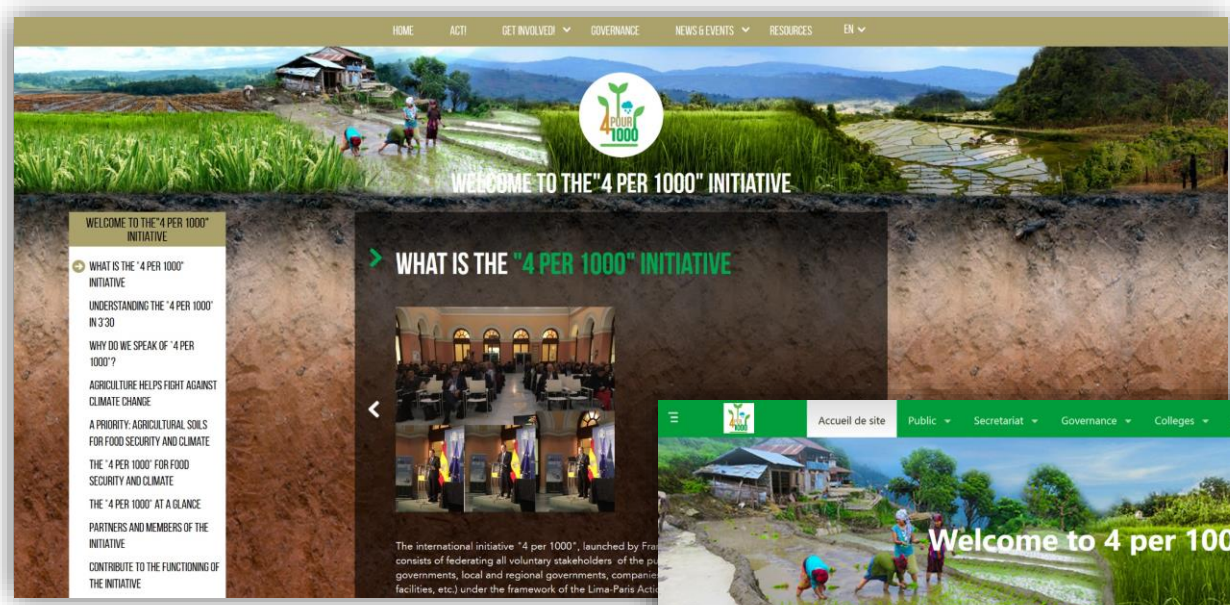 HOME ACT! GET INVOLVED! GOVERNANCE NEWS & EVENTS RESOURCES EN
4 POUR 1000
WELCOME TO THE"4 PER 1000" INITIATIVE
WELCOME TO THE"4 PER 1000"
INITIATIVE
WHAT IS THE "4 PER 1000"
INITIATIVE
UNDERSTANDING THE "4 PER 1000"
IN 3'30
WHY DO WE SPEAK OF "4 PER
1000"?
AGRICULTURE HELPS FIGHT AGAINST
CLIMATE CHANGE
A PRIORITY: AGRICULTURAL SOILS
FOR FOOD SECURITY AND CLIMATE
THE "4 PER 1000" FOR FOOD
SECURITY AND CLIMATE
THE "4 PER 1000" AT A GLANCE
PARTNERS AND MEMBERS OF THE
INITIATIVE
CONTRIBUTE TO THE FUNCTIONING OF
THE INITIATIVE
WHAT IS THE "4 PER 1000" INITIATIVE
The international initiative "4 per 1000", launched by
consists of federating all voluntary stakeholders of the
governments, local and regional governments,
facilities, etc.) under the framework of the Lima-Paris
Accueil de site Public Secretariat Governance Colleges
Welcome to 4 per